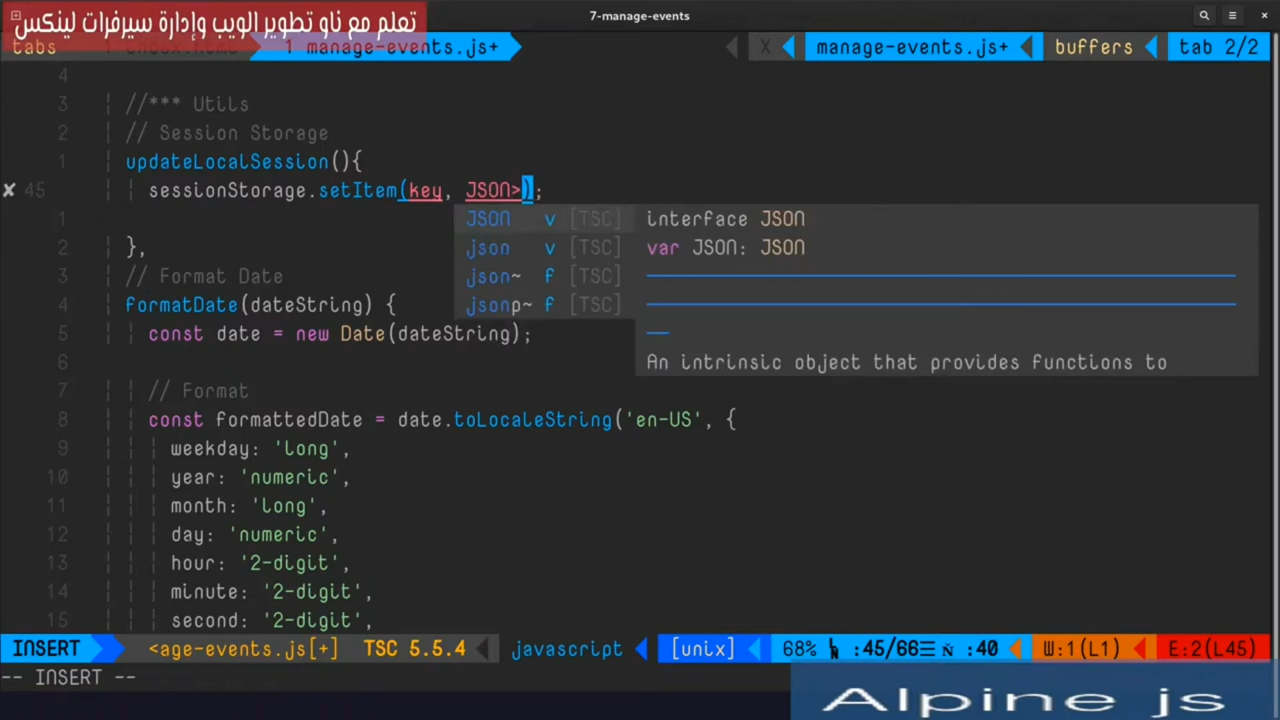 7-manage-events
تعلم مع ناو تطوير الويب وإدارة سيرفرات لينكس
tabs 1 index.html 1 manage-events.js+ X manage-events.js+ buffers tab 2/2
4
3 //*** Utils
2 // Session Storage
1 updateLocalSession(){
✘ 45 sessionStorage.setItem(key, JSON>);
1
2 },
3 // Format Date
4 formatDate(dateString) {
5 const date = new Date(dateString);
6
7 // Format
8 const formattedDate = date.toLocaleString('en-US', {
9 weekday: 'long',
10 year: 'numeric',
11 month: 'long',
12 day: 'numeric',
13 hour: '2-digit',
14 minute: '2-digit',
15 second: '2-digit',
JSON v [TSC]
json v [TSC]
json~ f [TSC]
jsonp~ f [TSC]
interface JSON
var JSON: JSON
An intrinsic object that provides functions to
INSERT <age-events.js[+] TSC 5.5.4 javascript [unix] 68% :45/66☰ :40 W:1(L1) E:2(L45)
-- INSERT --
Alpine js